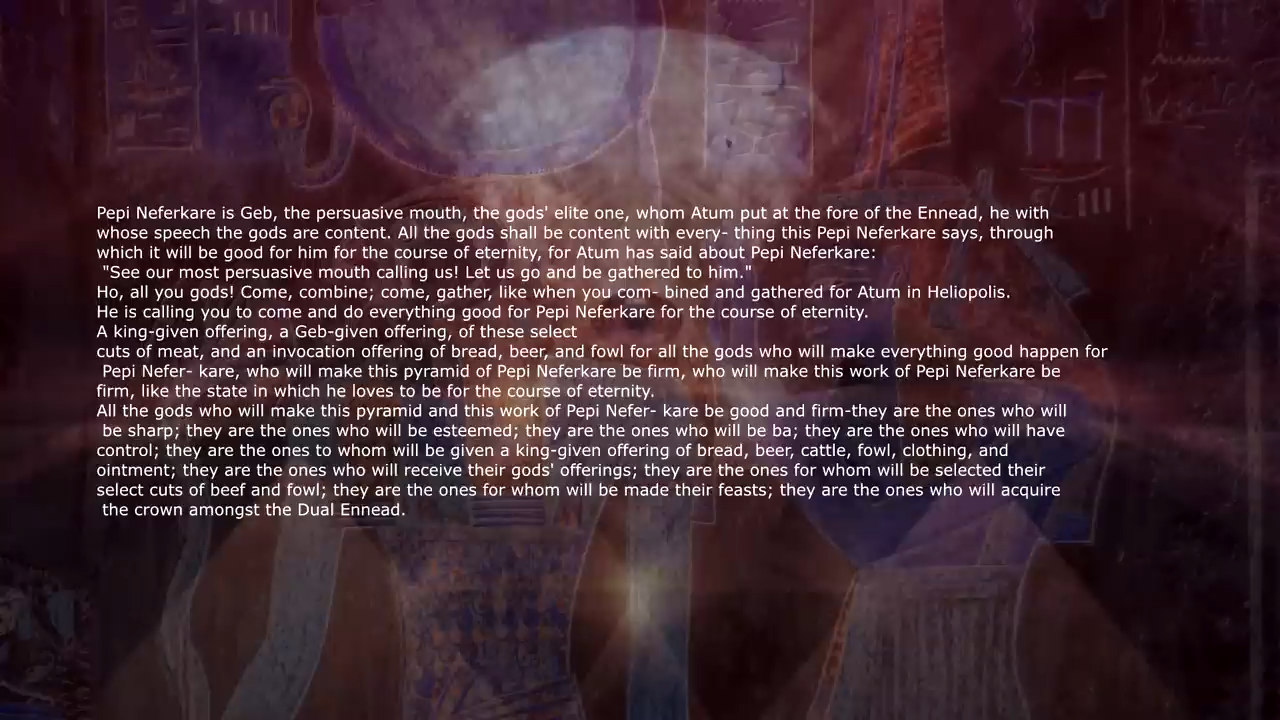 Pepi Neferkare is Geb, the persuasive mouth, the gods' elite one, whom Atum put at the fore of the Ennead, he with
whose speech the gods are content. All the gods shall be content with every- thing this Pepi Neferkare says, through
which it will be good for him for the course of eternity, for Atum has said about Pepi Neferkare:
"See our most persuasive mouth calling us! Let us go and be gathered to him."
Ho, all you gods! Come, combine; come, gather, like when you com- bined and gathered for Atum in Heliopolis.
He is calling you to come and do everything good for Pepi Neferkare for the course of eternity.
A king-given offering, a Geb-given offering, of these select
cuts of meat, and an invocation offering of bread, beer, and fowl for all the gods who will make everything good happen for
Pepi Nefer- kare, who will make this pyramid of Pepi Neferkare be firm, who will make this work of Pepi Neferkare be
firm, like the state in which he loves to be for the course of eternity.
All the gods who will make this pyramid and this work of Pepi Nefer- kare be good and firm-they are the ones who will
be sharp; they are the ones who will be esteemed; they are the ones who will be ba; they are the ones who will have
control; they are the ones to whom will be given a king-given offering of bread, beer, cattle, fowl, clothing, and
ointment; they are the ones who will receive their gods' offerings; they are the ones for whom will be selected their
select cuts of beef and fowl; they are the ones for whom will be made their feasts; they are the ones who will acquire
the crown amongst the Dual Ennead.